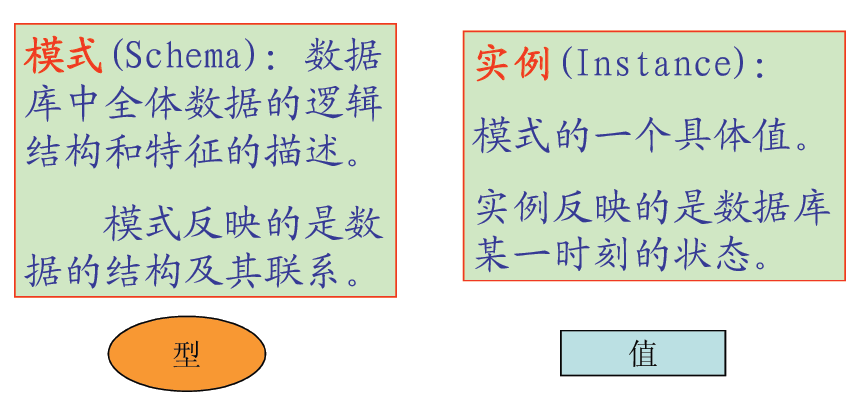 模式(Schema): 数据
库中全体数据的逻辑
结构和特征的描述。
模式反映的是数
据的结构及其联系。
型
实例(Instance):
模式的一个具体值。
实例反映的是数据库
某一时刻的状态。
值